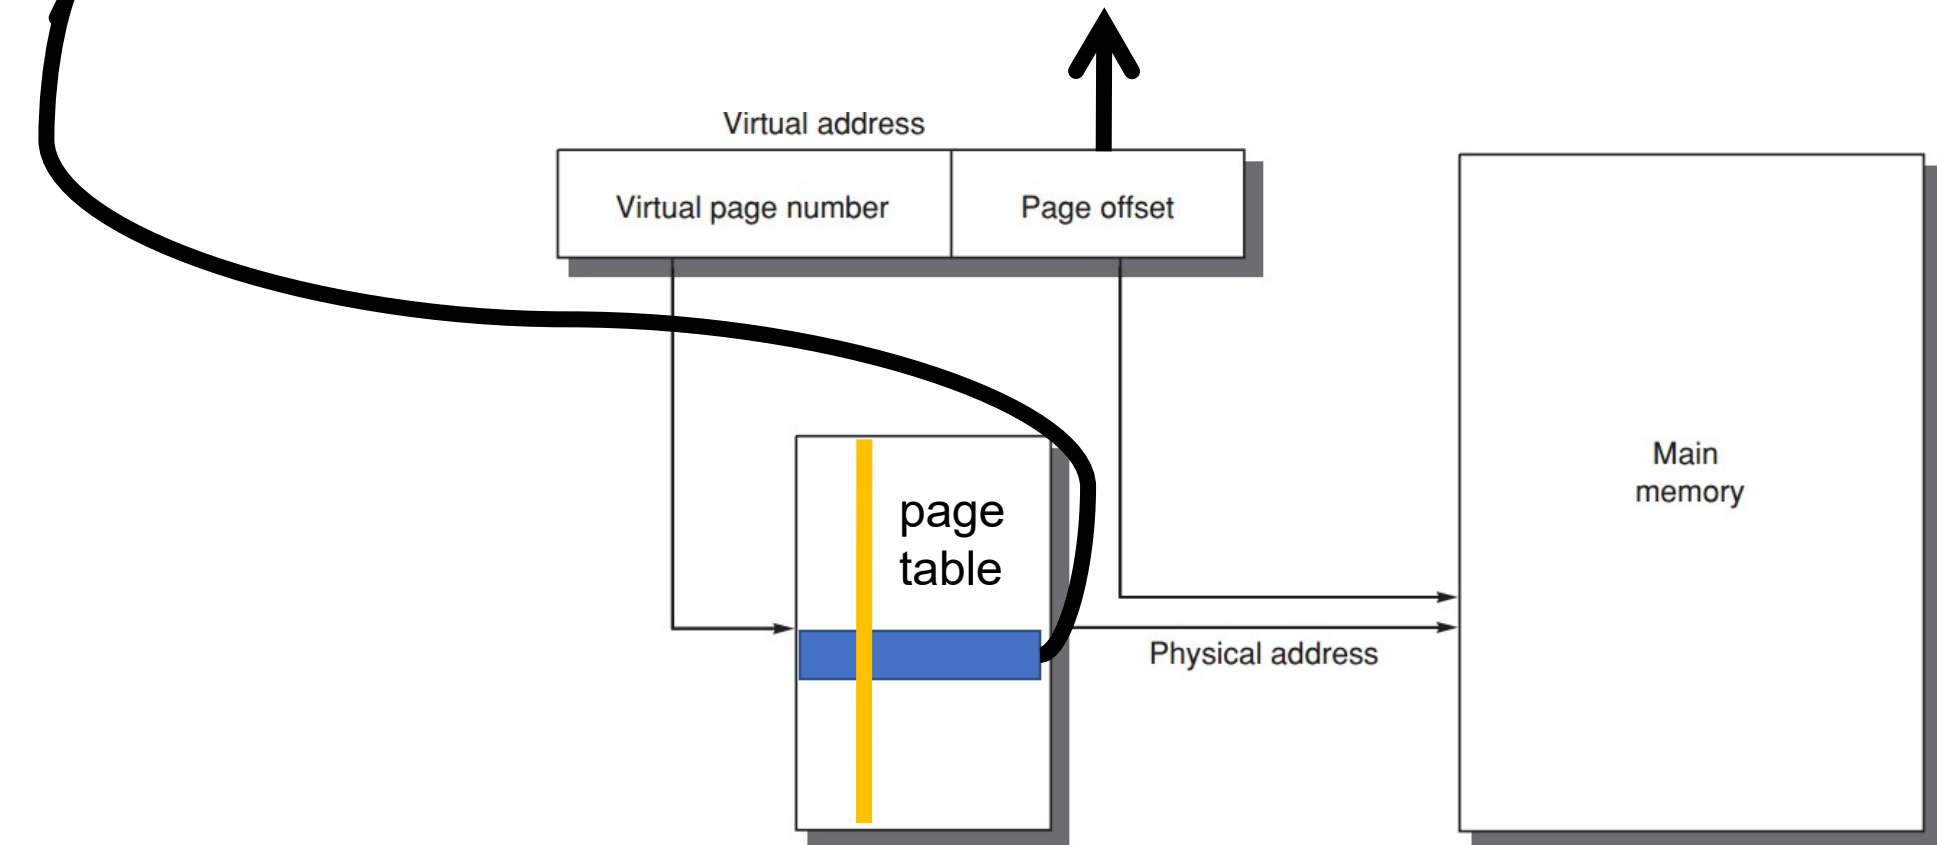 Virtual address
Virtual page number
Page offset
Main
memory
page
table
Physical address